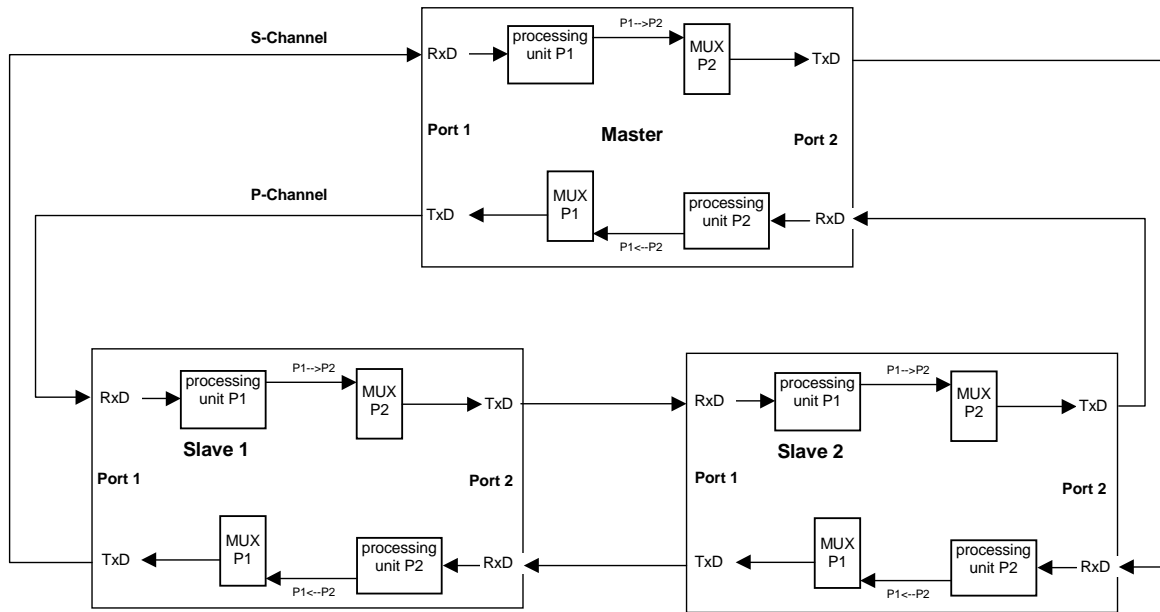 P1-->P2
S-Channel
RxD
processing
unit P1
MUX
P2
TxD
Port 1
Master
Port 2
P-Channel
TxD
MUX
P1
processing
unit P2
RxD
P1<--P2
P1-->P2
RxD
processing
unit P1
MUX
P2
TxD
Slave 1
Port 1
Port 2
TxD
MUX
P1
processing
unit P2
RxD
P1<--P2
P1-->P2
RxD
processing
unit P1
MUX
P2
TxD
Slave 2
Port 1
Port 2
TxD
MUX
P1
processing
unit P2
RxD
P1<--P2